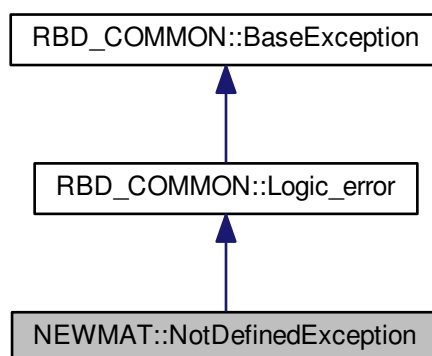 RBD_COMMON::BaseException
RBD_COMMON::Logic_error
NEWMAT::NotDefinedException